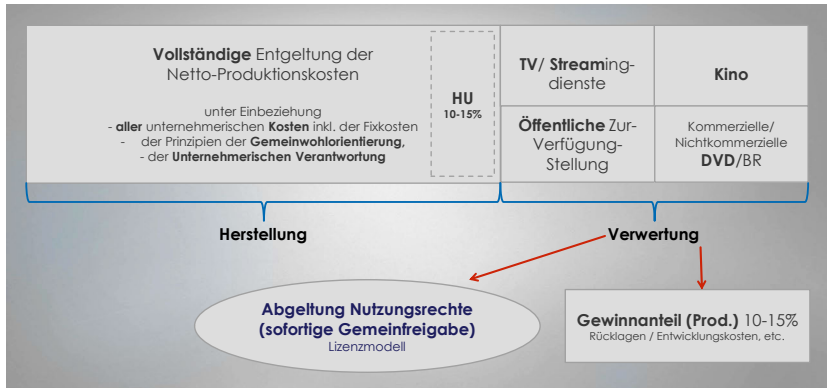 Vollständige Entgeltung der
Netto-Produktionskosten
unter Einbeziehung
- aller unternehmerischen Kosten inkl. der Fixkosten
- der Prinzipien der Gemeinwohlorientierung,
- der Unternehmerischen Verantwortung
HU
10-15%
TV/ Streaming-
dienste
Kino
Öffentliche Zur-
Verfügung-
Stellung
Kommerzielle/
Nichtkommerzielle
DVD/BR
Herstellung
Verwertung
Abgeltung Nutzungsrechte
(sofortige Gemeinfreigabe)
Lizenzmodell
Gewinnanteil (Prod.) 10-15%
Rücklagen / Entwicklungskosten, etc.